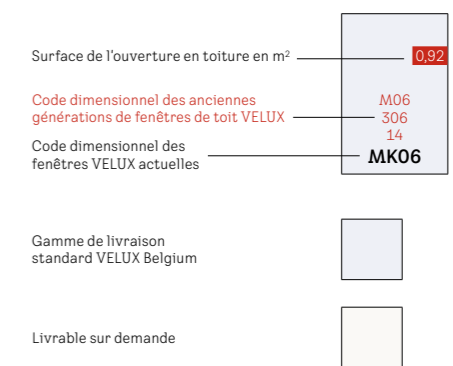 Surface de l'ouverture en toiture en m²
0,92
Code dimensionnel des anciennes
générations de fenêtres de toit VELUX
M06
306
14
Code dimensionnel des
fenêtres VELUX actuelles
MK06
Gamme de livraison
standard VELUX Belgium
Livrable sur demande